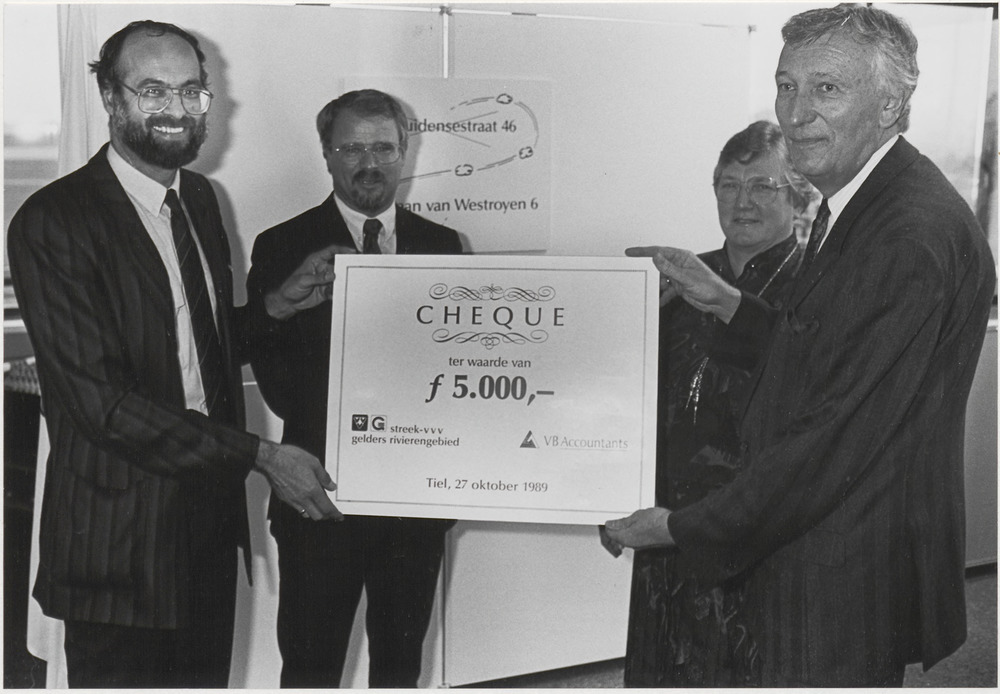 uidensestraat 46
an van Westroyen 6
CHEQUE
ter waarde van
f 5.000,–
G streek-vvv
gelders rivierengebied
VB Accountants
Tiel, 27 oktober 1989